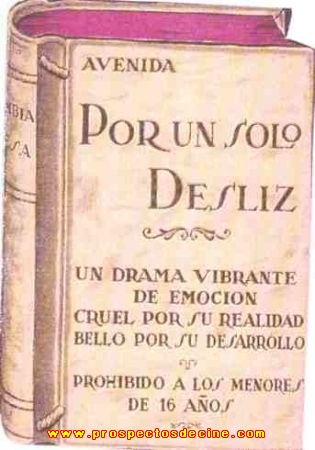 AVENIDA
POR UN SOLO
DESLIZ
UN DRAMA VIBRANTE
DE EMOCION
CRUEL POR SU REALIDAD
BELLO POR SU DESARROLLO
PROHIBIDO A LOS MENORES
DE 16 AÑOS
www.prospectosdecine.com